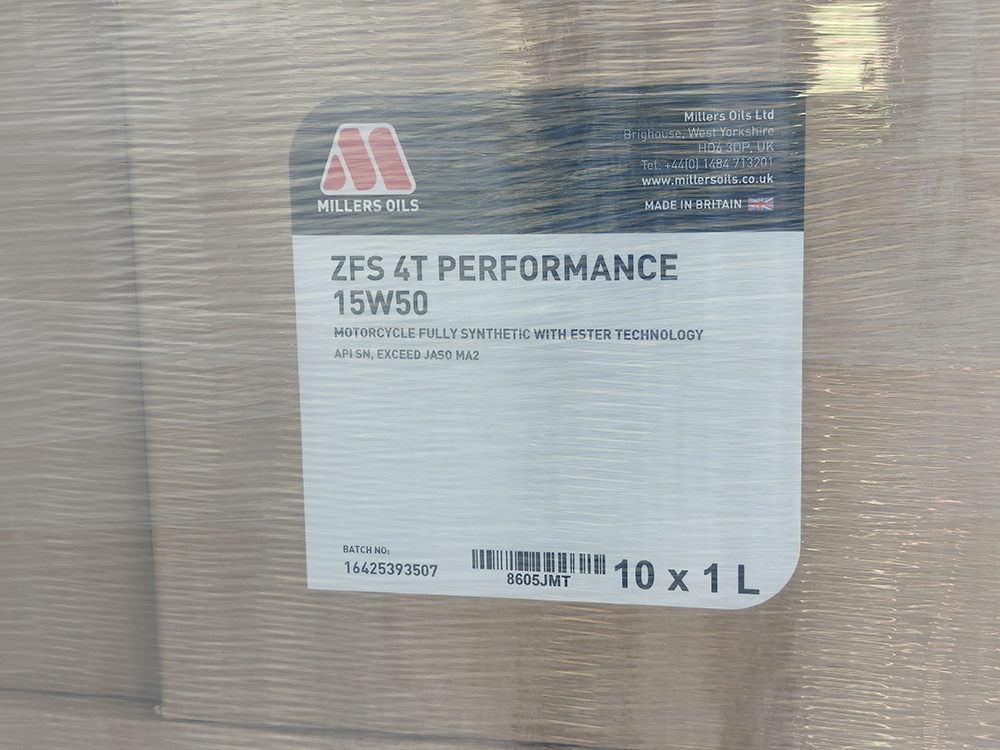 MILLERS OILS
Millers Oils Ltd
Brighouse, West Yorkshire
HD6 3DP, UK
Tel: +44(0) 1484 713201
www.millersoils.co.uk
MADE IN BRITAIN
ZFS 4T PERFORMANCE
15W50
MOTORCYCLE FULLY SYNTHETIC WITH ESTER TECHNOLOGY
API SN, EXCEED JASO MA2
BATCH NO:
16425393507
8605JMT
10 x 1 L